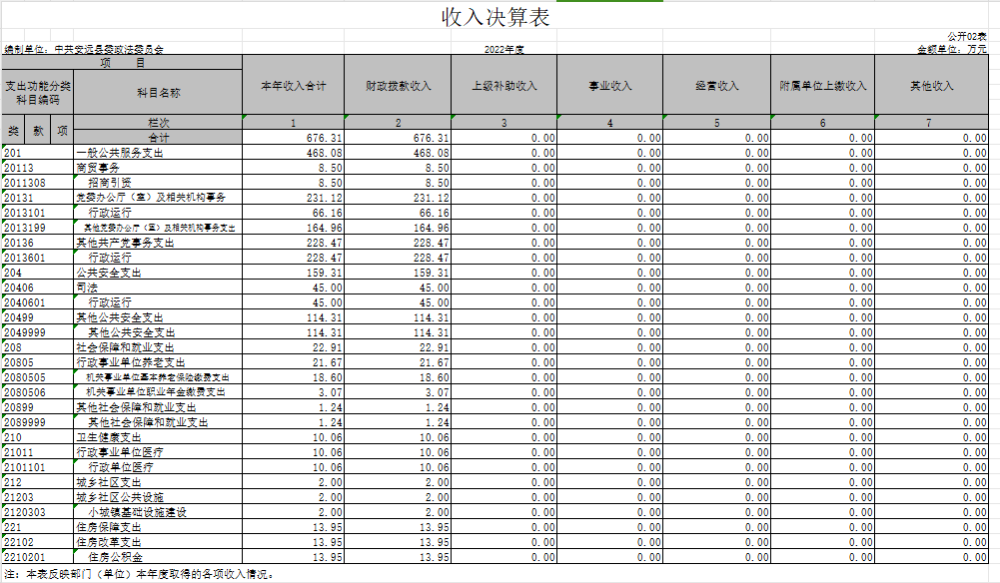 收入决算表
公开02表
编制单位：中共安远县委政法委员会 2022年度 金额单位：万元
项 目 本年收入合计 财政拨款收入 上级补助收入 事业收入 经营收入 附属单位上缴收入 其他收入
支出功能分类科目编码 科目名称
类 款 项 栏次 1 2 3 4 5 6 7
合计 676.31 676.31 0.00 0.00 0.00 0.00 0.00
201 一般公共服务支出 468.08 468.08 0.00 0.00 0.00 0.00 0.00
20113 商贸事务 8.50 8.50 0.00 0.00 0.00 0.00 0.00
2011308 招商引资 8.50 8.50 0.00 0.00 0.00 0.00 0.00
20131 党委办公厅（室）及相关机构事务 231.12 231.12 0.00 0.00 0.00 0.00 0.00
2013101 行政运行 66.16 66.16 0.00 0.00 0.00 0.00 0.00
2013199 其他党委办公厅（室）及相关机构事务支出 164.96 164.96 0.00 0.00 0.00 0.00 0.00
20136 其他共产党事务支出 228.47 228.47 0.00 0.00 0.00 0.00 0.00
2013601 行政运行 228.47 228.47 0.00 0.00 0.00 0.00 0.00
204 公共安全支出 159.31 159.31 0.00 0.00 0.00 0.00 0.00
20406 司法 45.00 45.00 0.00 0.00 0.00 0.00 0.00
2040601 行政运行 45.00 45.00 0.00 0.00 0.00 0.00 0.00
20499 其他公共安全支出 114.31 114.31 0.00 0.00 0.00 0.00 0.00
2049999 其他公共安全支出 114.31 114.31 0.00 0.00 0.00 0.00 0.00
208 社会保障和就业支出 22.91 22.91 0.00 0.00 0.00 0.00 0.00
20805 行政事业单位养老支出 21.67 21.67 0.00 0.00 0.00 0.00 0.00
2080505 机关事业单位基本养老保险缴费支出 18.60 18.60 0.00 0.00 0.00 0.00 0.00
2080506 机关事业单位职业年金缴费支出 3.07 3.07 0.00 0.00 0.00 0.00 0.00
20899 其他社会保障和就业支出 1.24 1.24 0.00 0.00 0.00 0.00 0.00
2089999 其他社会保障和就业支出 1.24 1.24 0.00 0.00 0.00 0.00 0.00
210 卫生健康支出 10.06 10.06 0.00 0.00 0.00 0.00 0.00
21011 行政事业单位医疗 10.06 10.06 0.00 0.00 0.00 0.00 0.00
2101101 行政单位医疗 10.06 10.06 0.00 0.00 0.00 0.00 0.00
212 城乡社区支出 2.00 2.00 0.00 0.00 0.00 0.00 0.00
21203 城乡社区公共设施 2.00 2.00 0.00 0.00 0.00 0.00 0.00
2120303 小城镇基础设施建设 2.00 2.00 0.00 0.00 0.00 0.00 0.00
221 住房保障支出 13.95 13.95 0.00 0.00 0.00 0.00 0.00
22102 住房改革支出 13.95 13.95 0.00 0.00 0.00 0.00 0.00
2210201 住房公积金 13.95 13.95 0.00 0.00 0.00 0.00 0.00
注：本表反映部门（单位）本年度取得的各项收入情况。